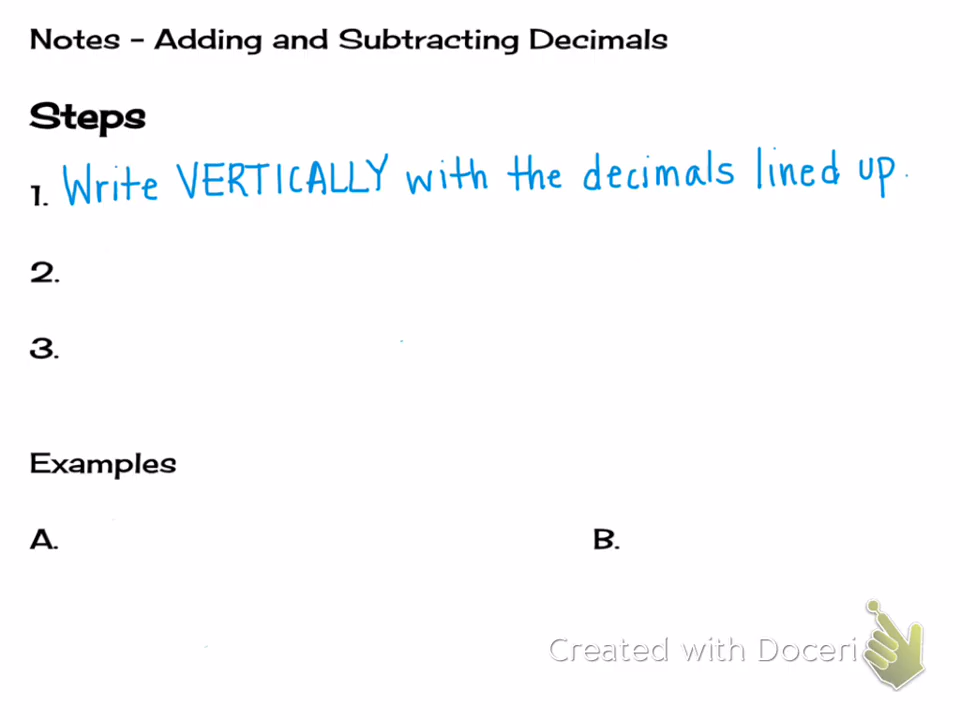 Notes - Adding and Subtracting Decimals
Steps
1. Write VERTICALLY with the decimals lined up.
2.
3.
Examples
A. B.
Created with Doceri